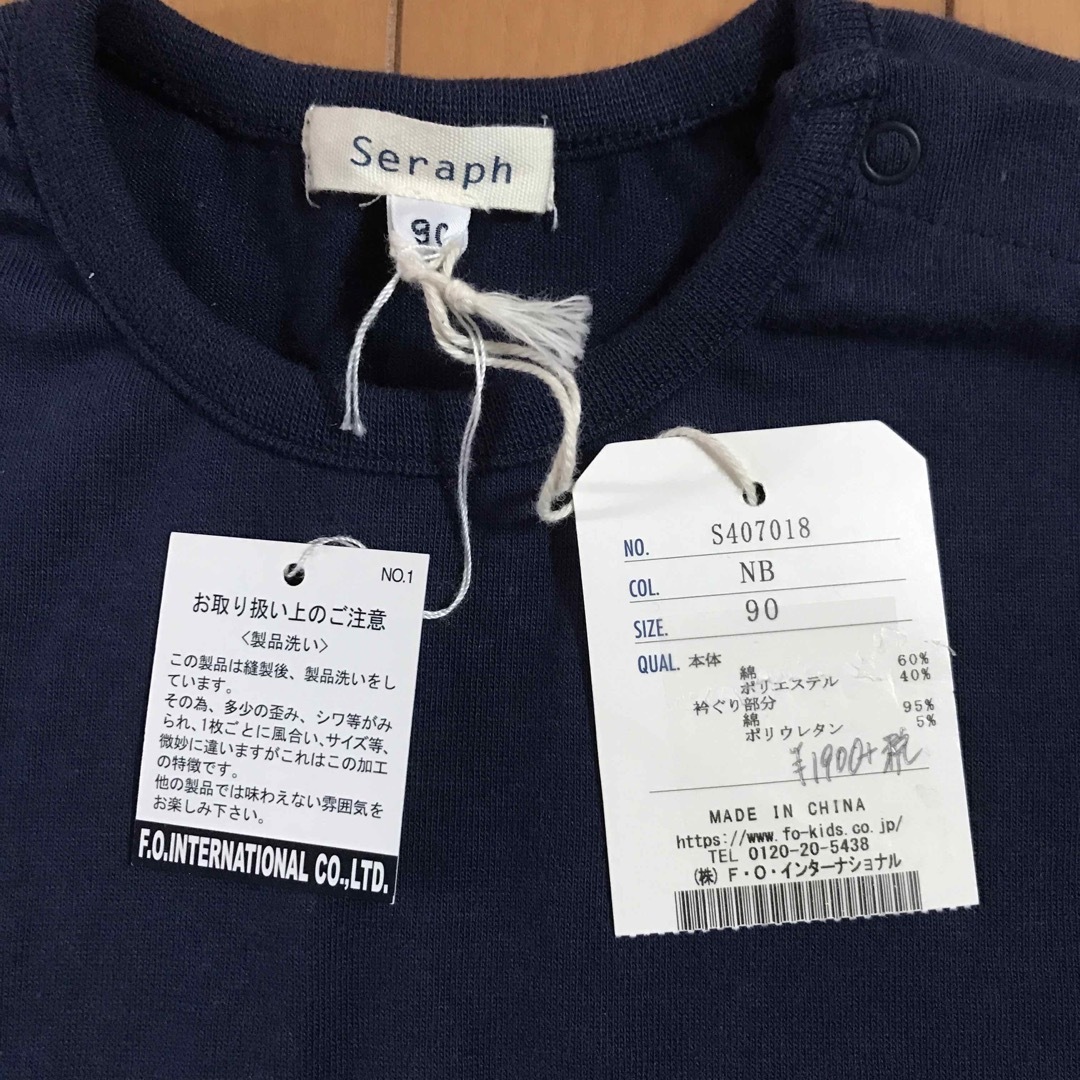 Seraph
90
NO.1
お取り扱い上のご注意
〈製品洗い〉
この製品は縫製後、製品洗いをし
ています。
その為、多少の歪み、シワ等がみ
られ、1枚ごとに風合い、サイズ等、
微妙に違いますがこれはこの加工
の特徴です。
他の製品では味わえない雰囲気を
お楽しみ下さい。
F.O.INTERNATIONAL CO.,LTD.
NO. S407018
COL. NB
SIZE. 90
QUAL. 本体
綿 60%
ポリエステル 40%
衿ぐり部分
綿 95%
ポリウレタン 5%
¥1900+税
MADE IN CHINA
https://www.fo-kids.co.jp/
TEL 0120-20-5438
(株) F・O・インターナショナル